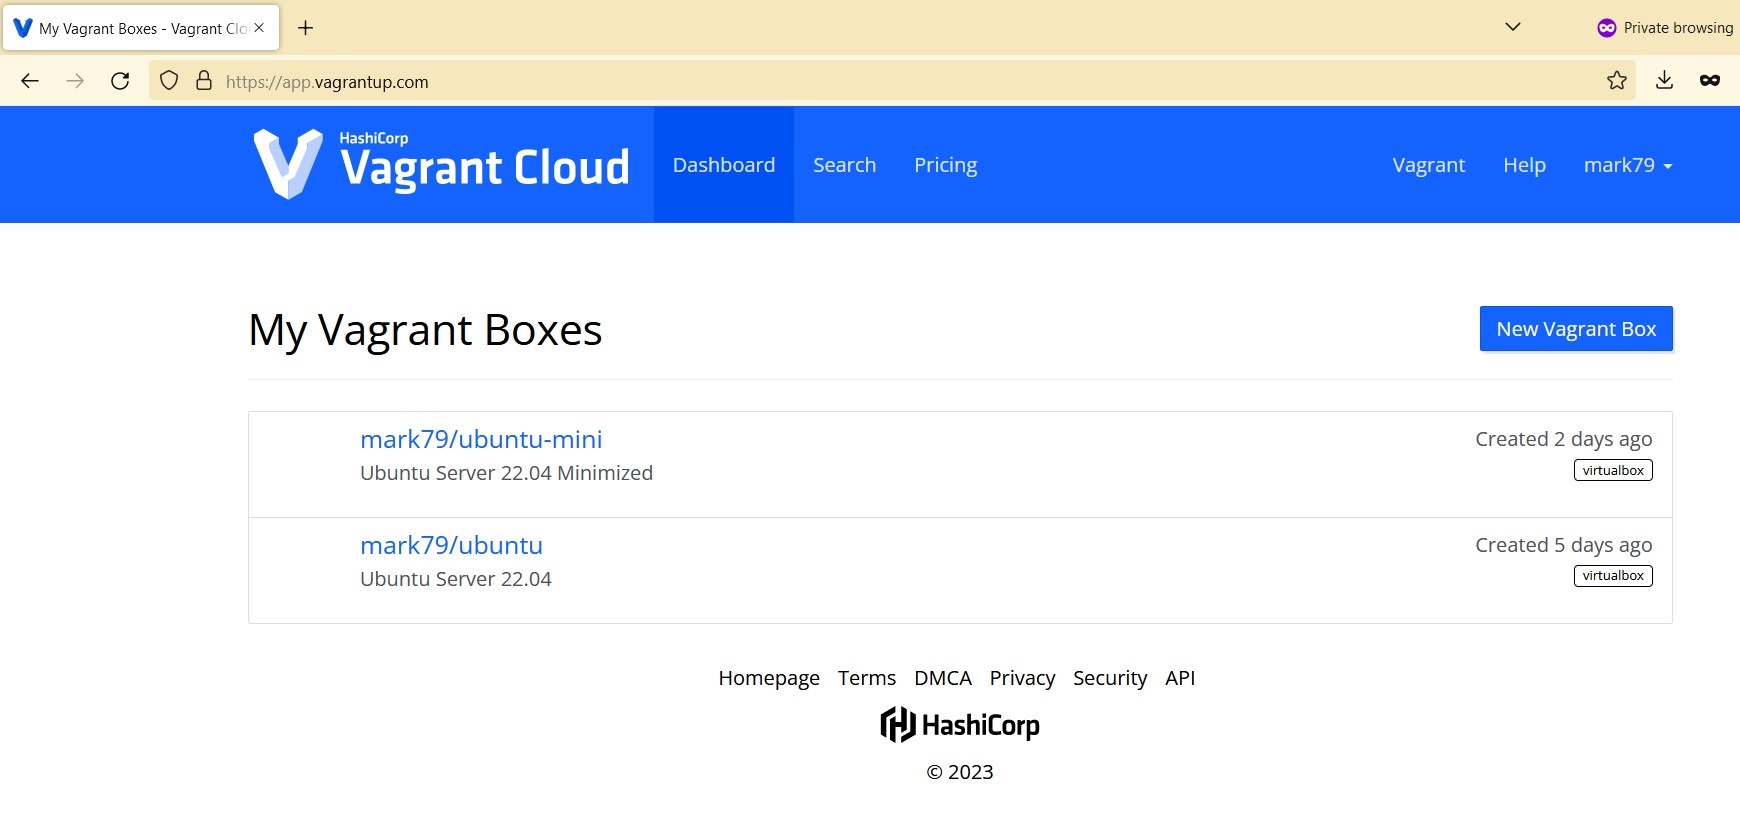 My Vagrant Boxes - Vagrant Clo
Private browsing
https://app.vagrantup.com
HashiCorp
Vagrant Cloud
Dashboard
Search
Pricing
Vagrant
Help
mark79
My Vagrant Boxes
New Vagrant Box
mark79/ubuntu-mini
Created 2 days ago
Ubuntu Server 22.04 Minimized
virtualbox
mark79/ubuntu
Created 5 days ago
Ubuntu Server 22.04
virtualbox
Homepage Terms DMCA Privacy Security API
HashiCorp
© 2023